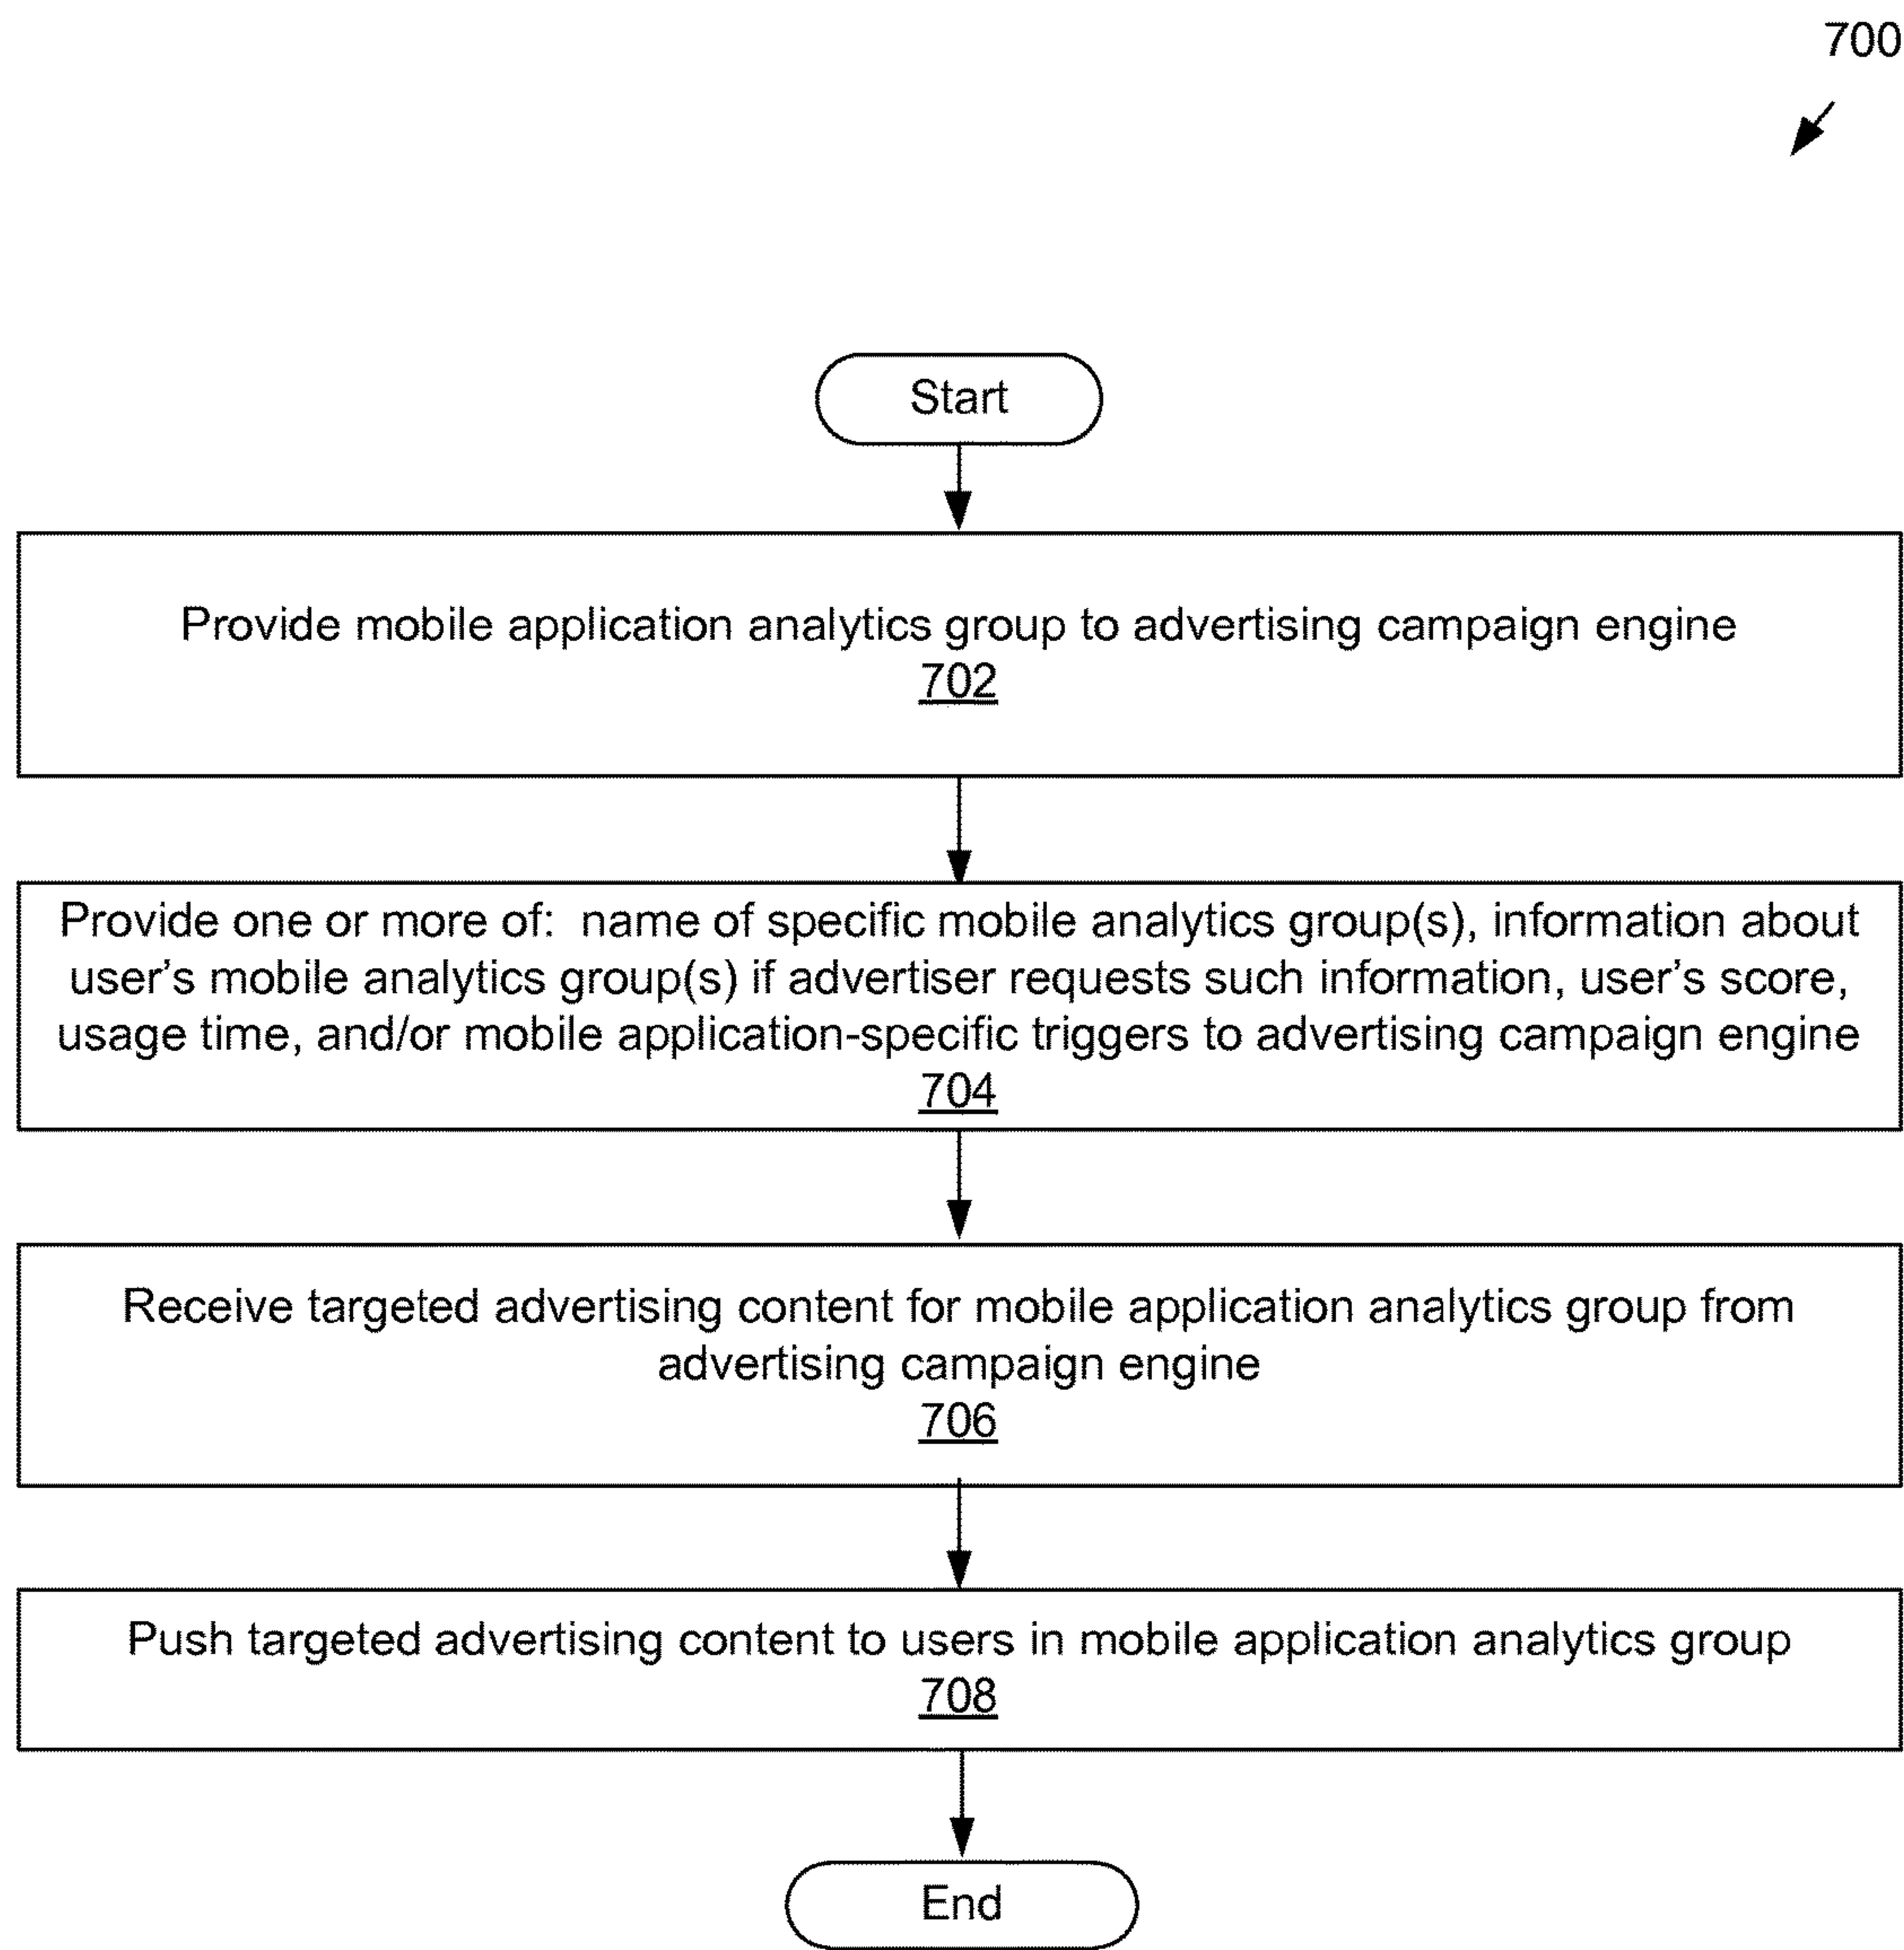 700
Start
Provide mobile application analytics group to advertising campaign engine
702
Provide one or more of: name of specific mobile analytics group(s), information about
user's mobile analytics group(s) if advertiser requests such information, user's score,
usage time, and/or mobile application-specific triggers to advertising campaign engine
704
Receive targeted advertising content for mobile application analytics group from
advertising campaign engine
706
Push targeted advertising content to users in mobile application analytics group
708
End